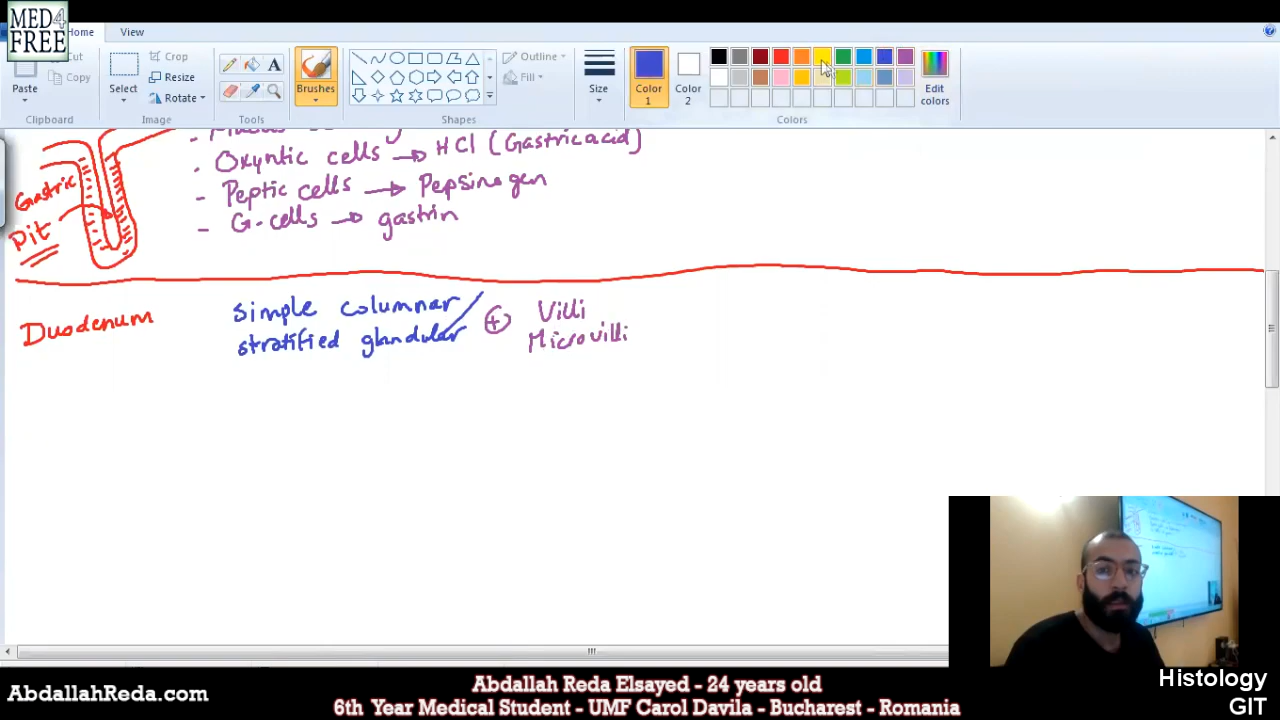 MED4
FREE
Home
View
Cut
Copy
Paste
Clipboard
Select
Crop
Resize
Rotate
Image
Tools
Brushes
Outline
Fill
Shapes
Size
Color
1
Color
2
Edit
colors
Colors
- Oxyntic cells → HCl (Gastric acid)
- Peptic cells → Pepsinogen
- G-cells → gastrin
Gastric
Pit
Duodenum
simple columnar
stratified glandular
+ Villi
Microvilli
AbdallahReda.com
Abdallah Reda Elsayed - 24 years old
6th Year Medical Student - UMF Carol Davila - Bucharest - Romania
Histology
GIT